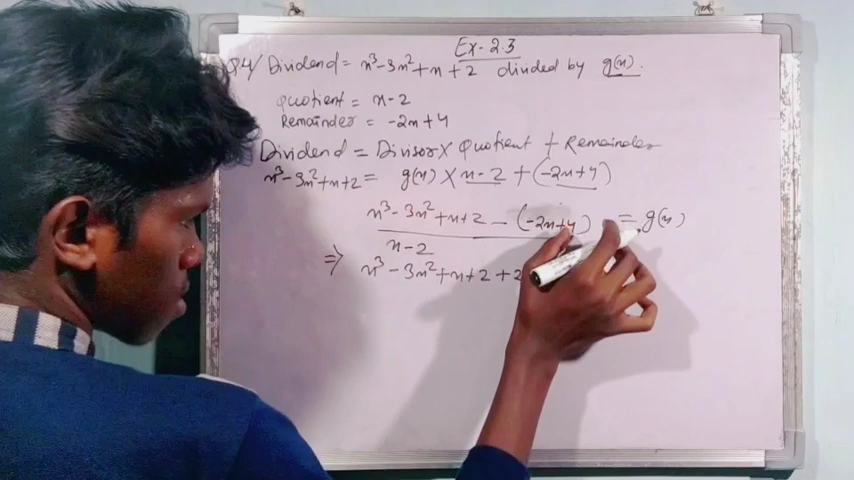 Ex-2.3
Q4/ Dividend = x³-3x²+x+2 divided by g(x).
Quotient = x-2
Remainder = -2x+4
Dividend = Divisor × Quotient + Remainder
x³-3x²+x+2 = g(x) × x-2 + (-2x+4)
x³-3x²+x+2 - (-2x+4) = g(x)
x-2
⇒ x³-3x²+x+2+2